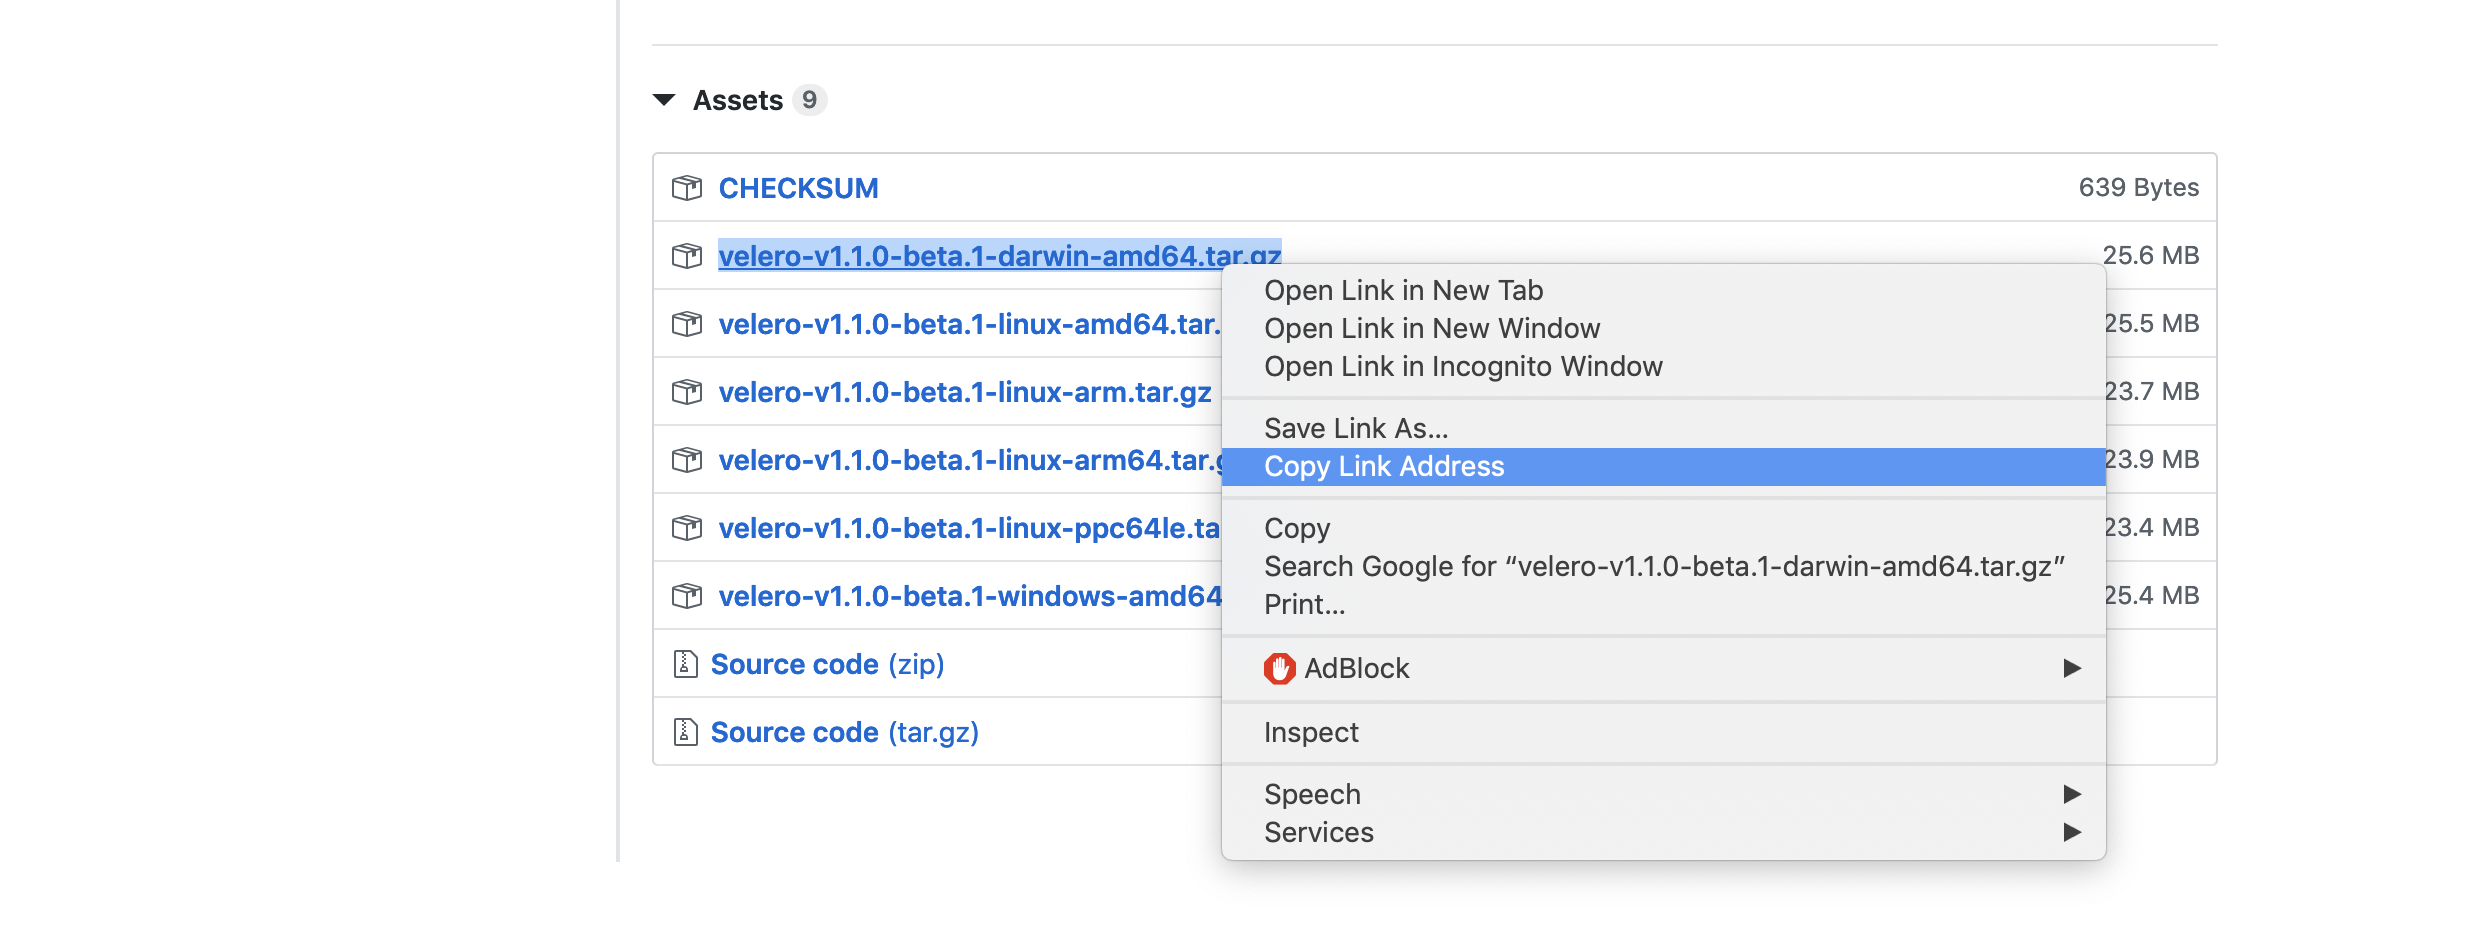 Assets 9
CHECKSUM 639 Bytes
velero-v1.1.0-beta.1-darwin-amd64.tar.gz 25.6 MB
velero-v1.1.0-beta.1-linux-amd64.tar. 25.5 MB
velero-v1.1.0-beta.1-linux-arm.tar.gz 23.7 MB
velero-v1.1.0-beta.1-linux-arm64.tar.g 23.9 MB
velero-v1.1.0-beta.1-linux-ppc64le.ta 23.4 MB
velero-v1.1.0-beta.1-windows-amd64 25.4 MB
Source code (zip)
Source code (tar.gz)
Open Link in New Tab
Open Link in New Window
Open Link in Incognito Window
Save Link As...
Copy Link Address
Copy
Search Google for “velero-v1.1.0-beta.1-darwin-amd64.tar.gz”
Print...
AdBlock
Inspect
Speech
Services